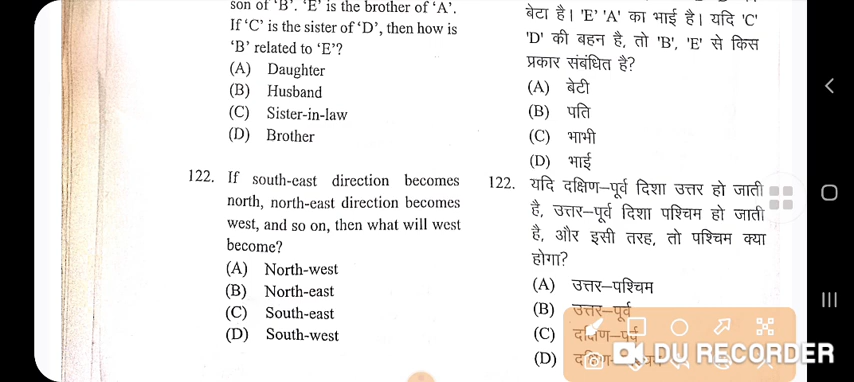 son of 'B'. 'E' is the brother of 'A'.
If 'C' is the sister of 'D', then how is
'B' related to 'E'?
(A) Daughter
(B) Husband
(C) Sister-in-law
(D) Brother
122. If south-east direction becomes
north, north-east direction becomes
west, and so on, then what will west
become?
(A) North-west
(B) North-east
(C) South-east
(D) South-west
बेटा है। 'E' 'A' का भाई है। यदि 'C'
'D' की बहन है, तो 'B', 'E' से किस
प्रकार संबंधित है?
(A) बेटी
(B) पति
(C) भाभी
(D) भाई
122. यदि दक्षिण–पूर्व दिशा उत्तर हो जाती
है, उत्तर–पूर्व दिशा पश्चिम हो जाती
है, और इसी तरह, तो पश्चिम क्या
होगा?
(A) उत्तर–पश्चिम
(B) उत्तर–पूर्व
(C) दक्षिण–पूर्व
(D)
DU RECORDER